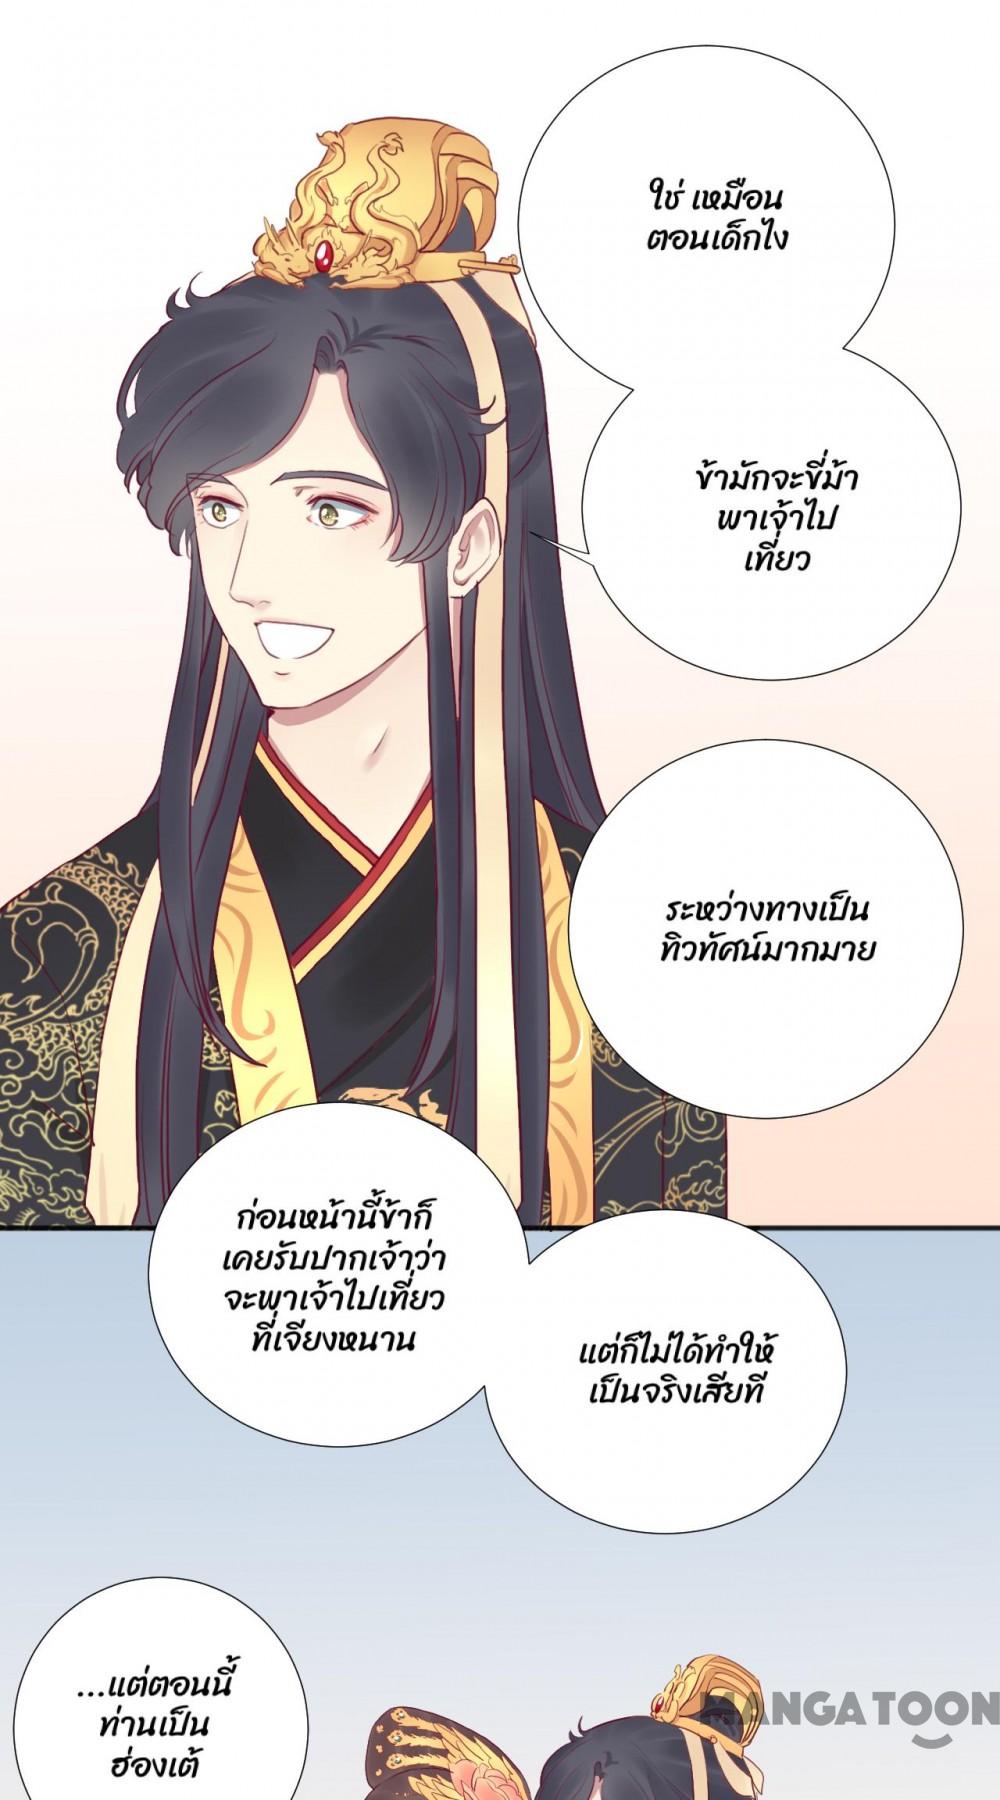 ใช่ เหมือน
ตอนเด็กไง
ข้ามักจะขี่ม้า
พาเจ้าไป
เที่ยว
ระหว่างทางเป็น
ทิวทัศน์มากมาย
ก่อนหน้านี้ข้าก็
เคยรับปากเจ้าว่า
จะพาเจ้าไปเที่ยว
ที่เจียงหนาน
แต่ก็ไม่ได้ทำให้
เป็นจริงเสียที
...แต่ตอนนี้
ท่านเป็น
ฮ่องเต้
MANGATOON